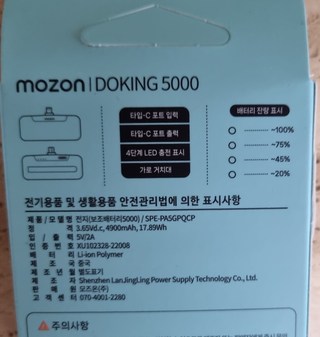 mozon | DOKING 5000
타입-C 포트 입력
타입-C 포트 출력
4단계 LED 충전 표시
가로 거치대
배터리 잔량 표시
~100%
~75%
~45%
~20%
전기용품 및 생활용품 안전관리법에 의한 표시사항
제품 / 모델명 전지(보조배터리5000) / SPE-PA5GPQCP
정격 3.65Vd.c, 4900mAh, 17.89Wh
입 / 출력 5V/2A
인증번호 XU102328-22008
배터리 Li-ion Polymer
제조국 중국
제조년월 별도표기
제조자 Shenzhen LanJingLing Power Supply Technology Co., Ltd.
판매원 모즈온(주)
고객센터 070-4001-2280
주의사항